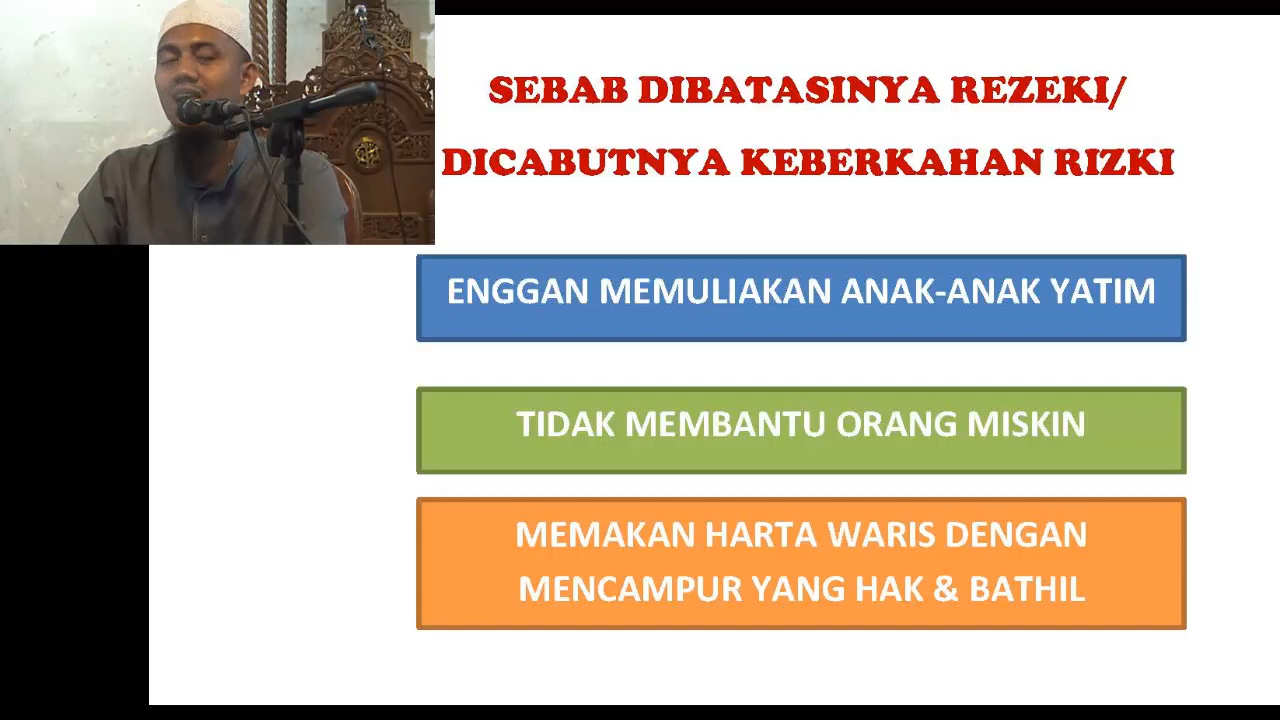 SEBAB DIBATASINYA REZEKI/
DICABUTNYA KEBERKAHAN RIZKI
ENGGAN MEMULIAKAN ANAK-ANAK YATIM
TIDAK MEMBANTU ORANG MISKIN
MEMAKAN HARTA WARIS DENGAN
MENCAMPUR YANG HAK & BATHIL